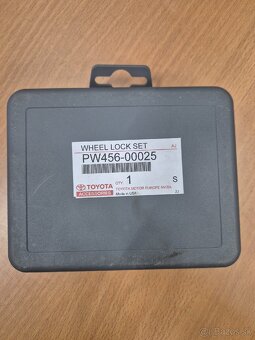 WHEEL LOCK SET
PW456-00025
TOYOTA
ACCESSORIES
QTY. 1 S
TOYOTA MOTOR EUROPE NV/SA
Made in USA